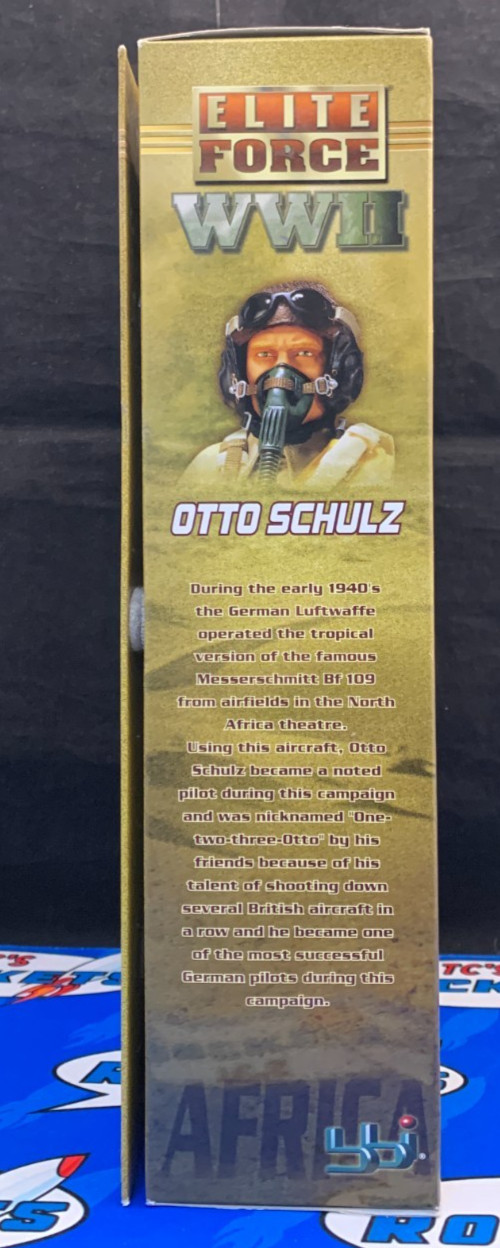 ELITE
FORCE
WWII
OTTO SCHULZ
During the early 1940's
the German Luftwaffe
operated the tropical
version of the famous
Messerschmitt Bf 109
from airfields in the North
Africa theatre.
Using this aircraft, Otto
Schulz became a noted
pilot during this campaign
and was nicknamed "One-
two-three-Otto" by his
friends because of his
talent of shooting down
several British aircraft in
a row and he became one
of the most successful
German pilots during this
campaign.
AFRICA
bbi